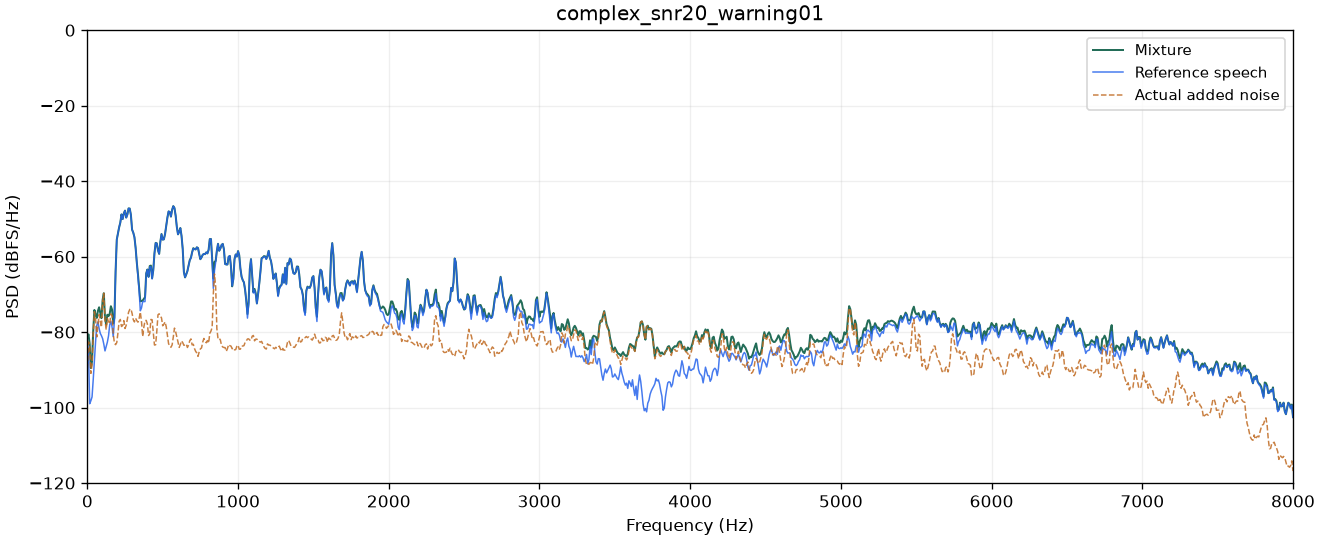 complex_snr20_warning01
PSD (dBFS/Hz)
0
−20
−40
−60
−80
−100
−120
Mixture
Reference speech
Actual added noise
0 1000 2000 3000 4000 5000 6000 7000 8000
Frequency (Hz)